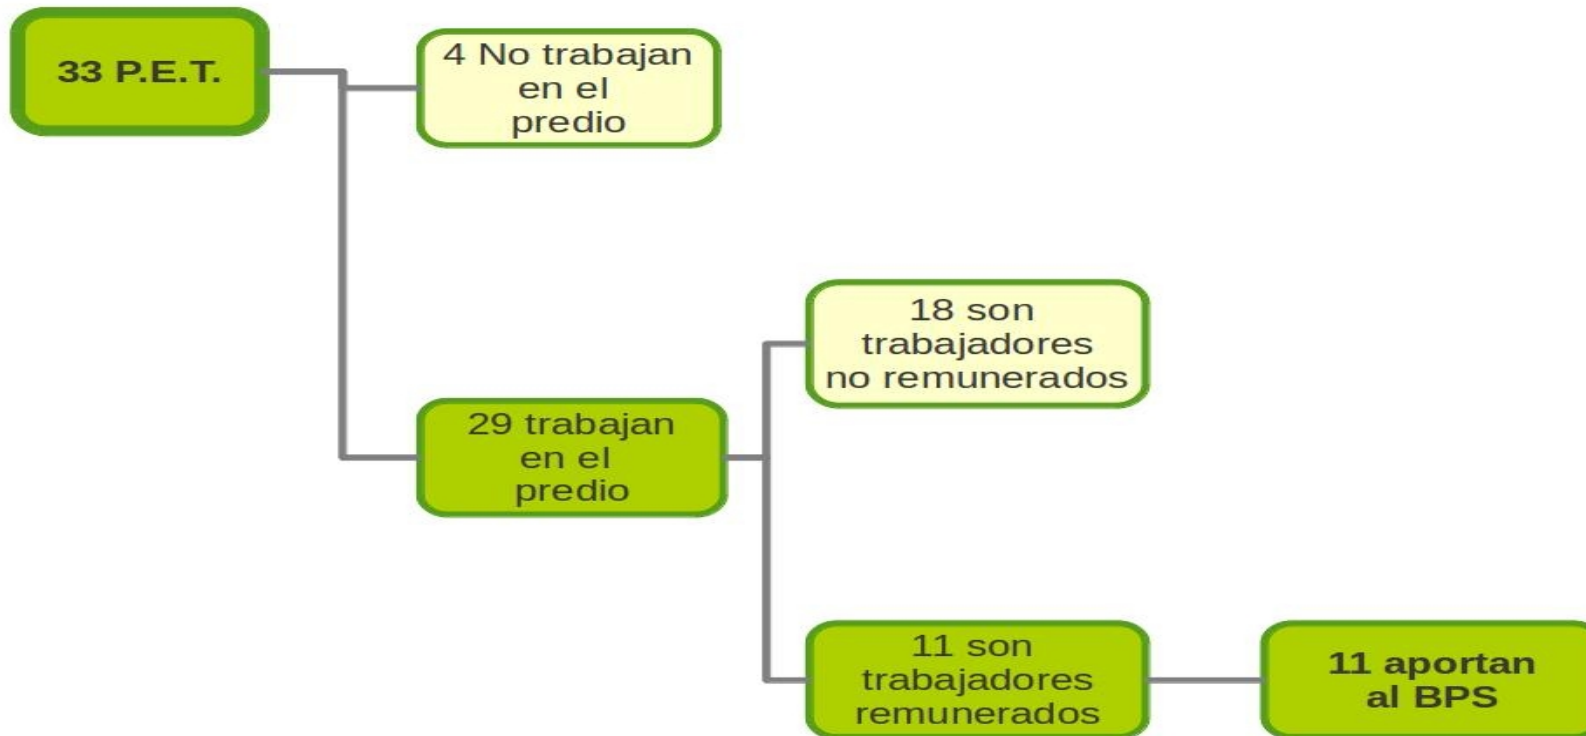 33 P.E.T.
4 No trabajan
en el
predio
29 trabajan
en el
predio
18 son
trabajadores
no remunerados
11 son
trabajadores
remunerados
11 aportan
al BPS